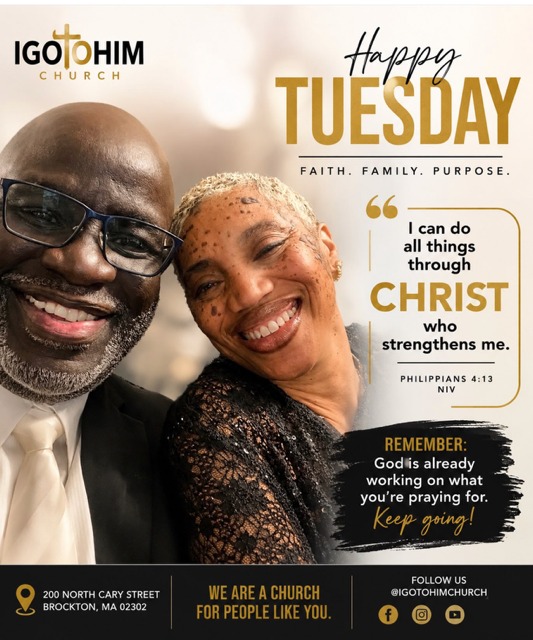 IGOTOHIM
CHURCH
Happy
TUESDAY
FAITH. FAMILY. PURPOSE.
“
I can do
all things
through
CHRIST
who
strengthens me.
PHILIPPIANS 4:13
NIV
REMEMBER:
God is already
working on what
you're praying for.
Keep going!
200 NORTH CARY STREET
BROCKTON, MA 02302
WE ARE A CHURCH
FOR PEOPLE LIKE YOU.
FOLLOW US
@IGOTOHIMCHURCH